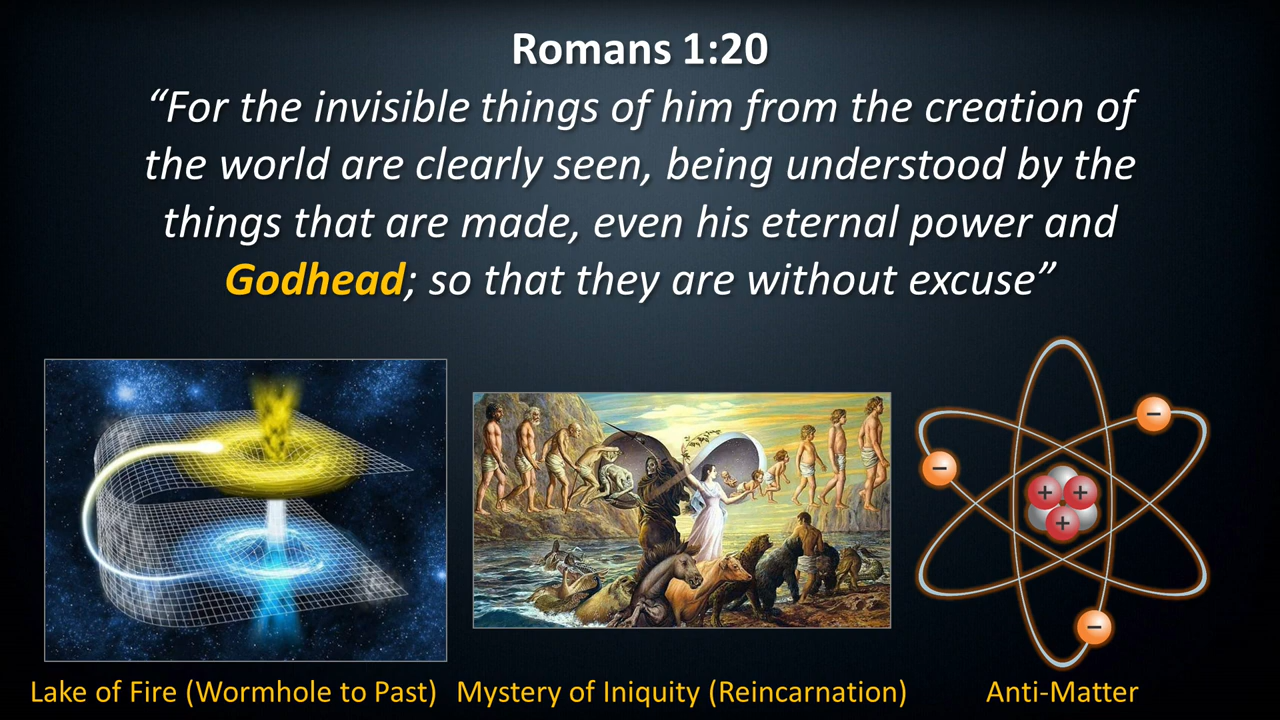 Romans 1:20
“For the invisible things of him from the creation of
the world are clearly seen, being understood by the
things that are made, even his eternal power and
Godhead; so that they are without excuse”
−
−
+ +
+
−
Lake of Fire (Wormhole to Past)
Mystery of Iniquity (Reincarnation)
Anti-Matter